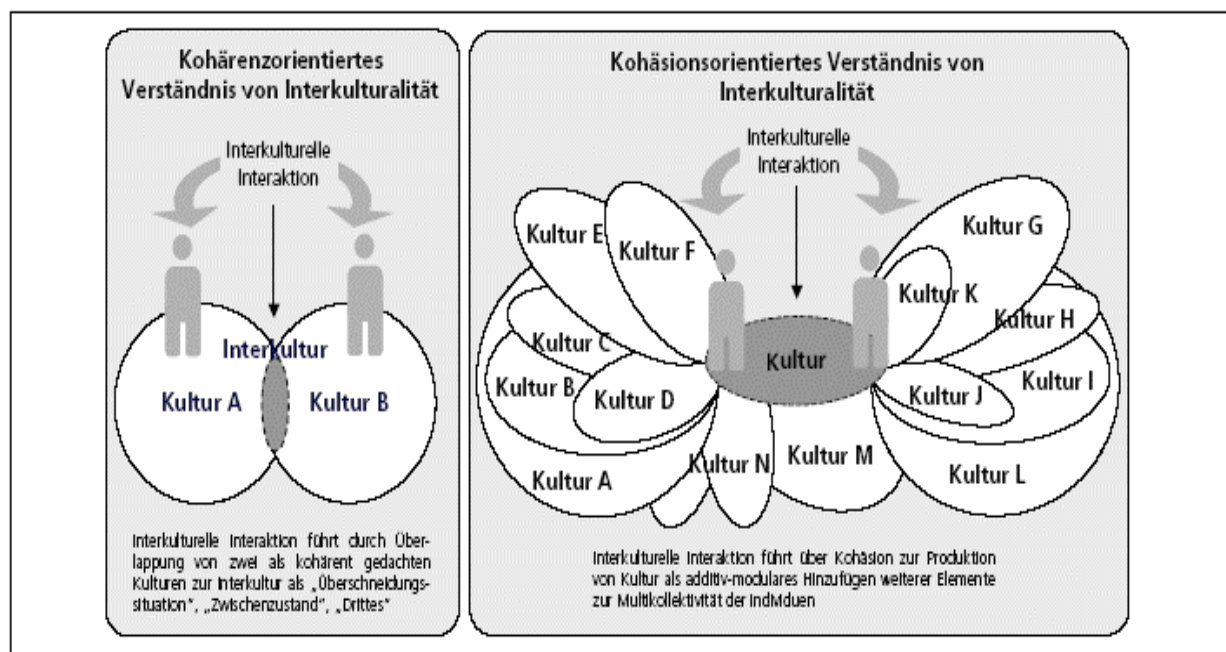 Kohärenzorientiertes
Verständnis von Interkulturalität
Interkulturelle
Interaktion
Interkultur
Kultur A
Kultur B
Interkulturelle Interaktion führt durch Über-
lappung von zwei als kohärent gedachten
Kulturen zur Interkultur als „Überschneidungs-
situation“, „Zwischenzustand“, „Drittes“
Kohäsionsorientiertes Verständnis von
Interkulturalität
Interkulturelle
Interaktion
Kultur E
Kultur F
Kultur G
Kultur K
Kultur H
Kultur C
Kultur
Kultur B
Kultur D
Kultur J
Kultur I
Kultur A
Kultur N
Kultur M
Kultur L
Interkulturelle Interaktion führt über Kohäsion zur Produktion
von Kultur als additiv-modulares Hinzufügen weiterer Elemente
zur Multikollektivität der Individuen